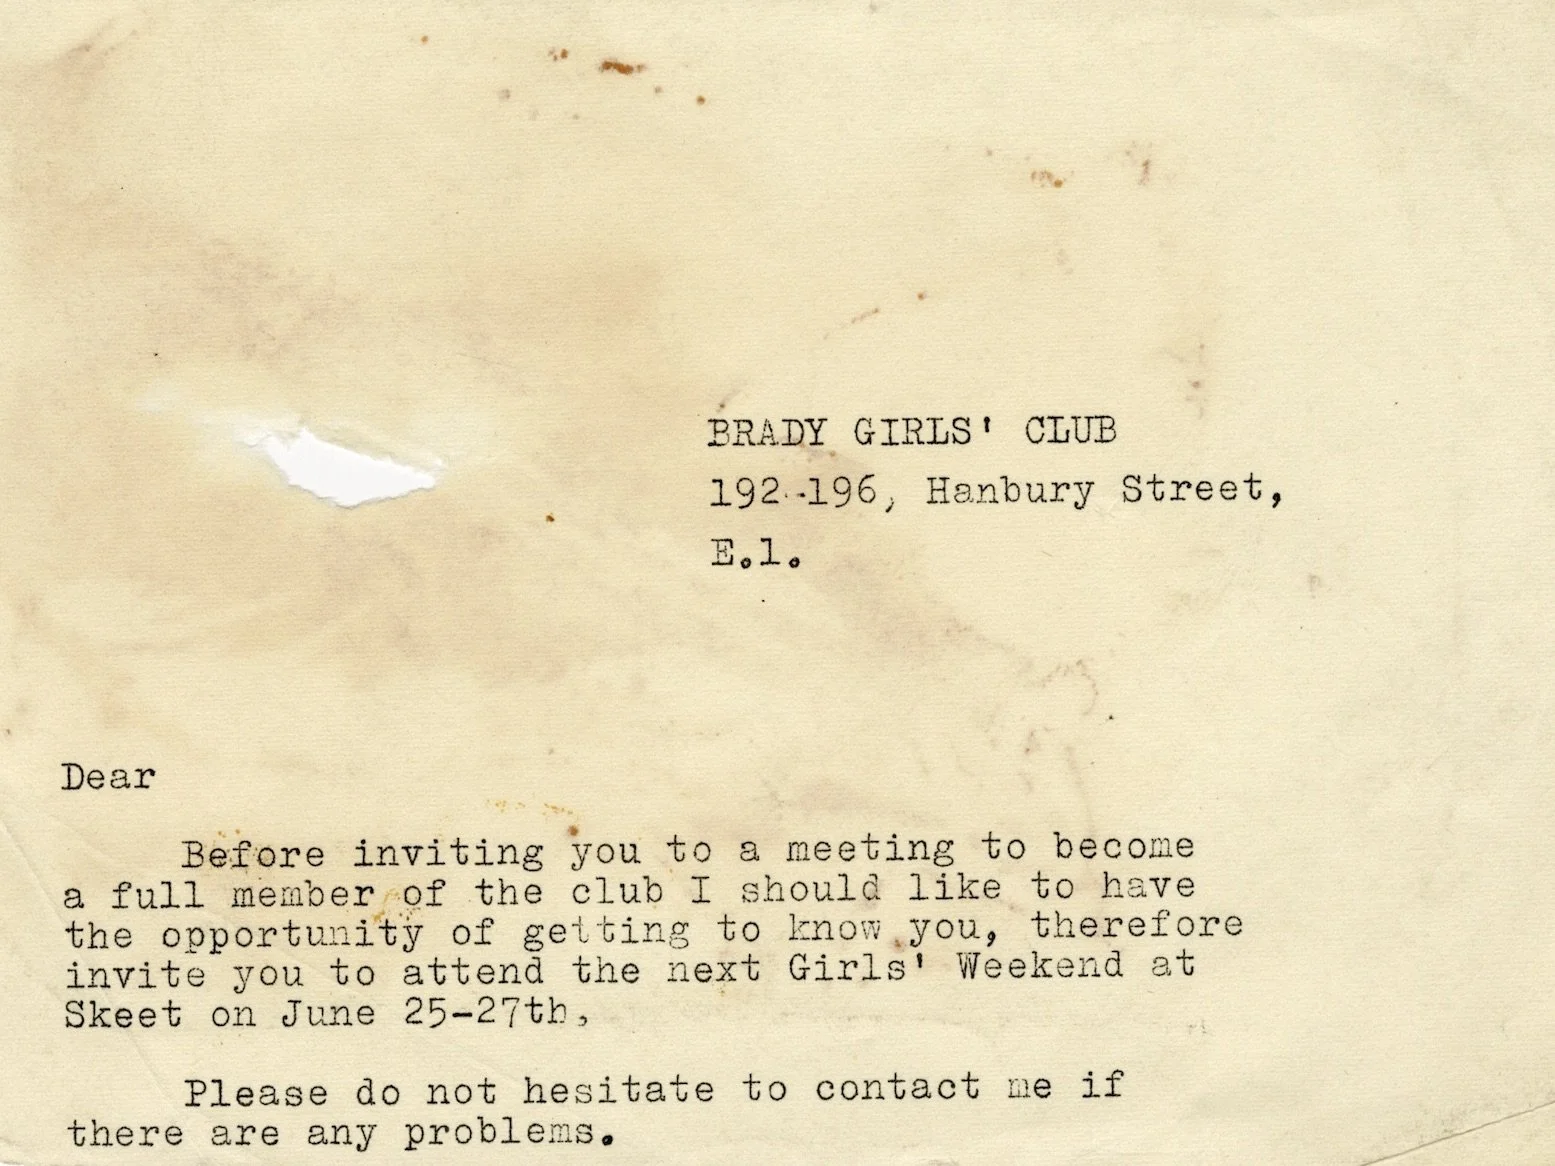 BRADY GIRLS' CLUB
192--196, Hanbury Street,
E.1.
Dear
Before inviting you to a meeting to become
a full member of the club I should like to have
the opportunity of getting to know you, therefore
invite you to attend the next Girls' Weekend at
Skeet on June 25-27th,
Please do not hesitate to contact me if
there are any problems.